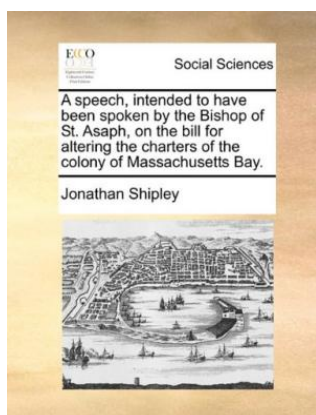 ECCO
Social Sciences
A speech, intended to have
been spoken by the Bishop of
St. Asaph, on the bill for
altering the charters of the
colony of Massachusetts Bay.
Jonathan Shipley